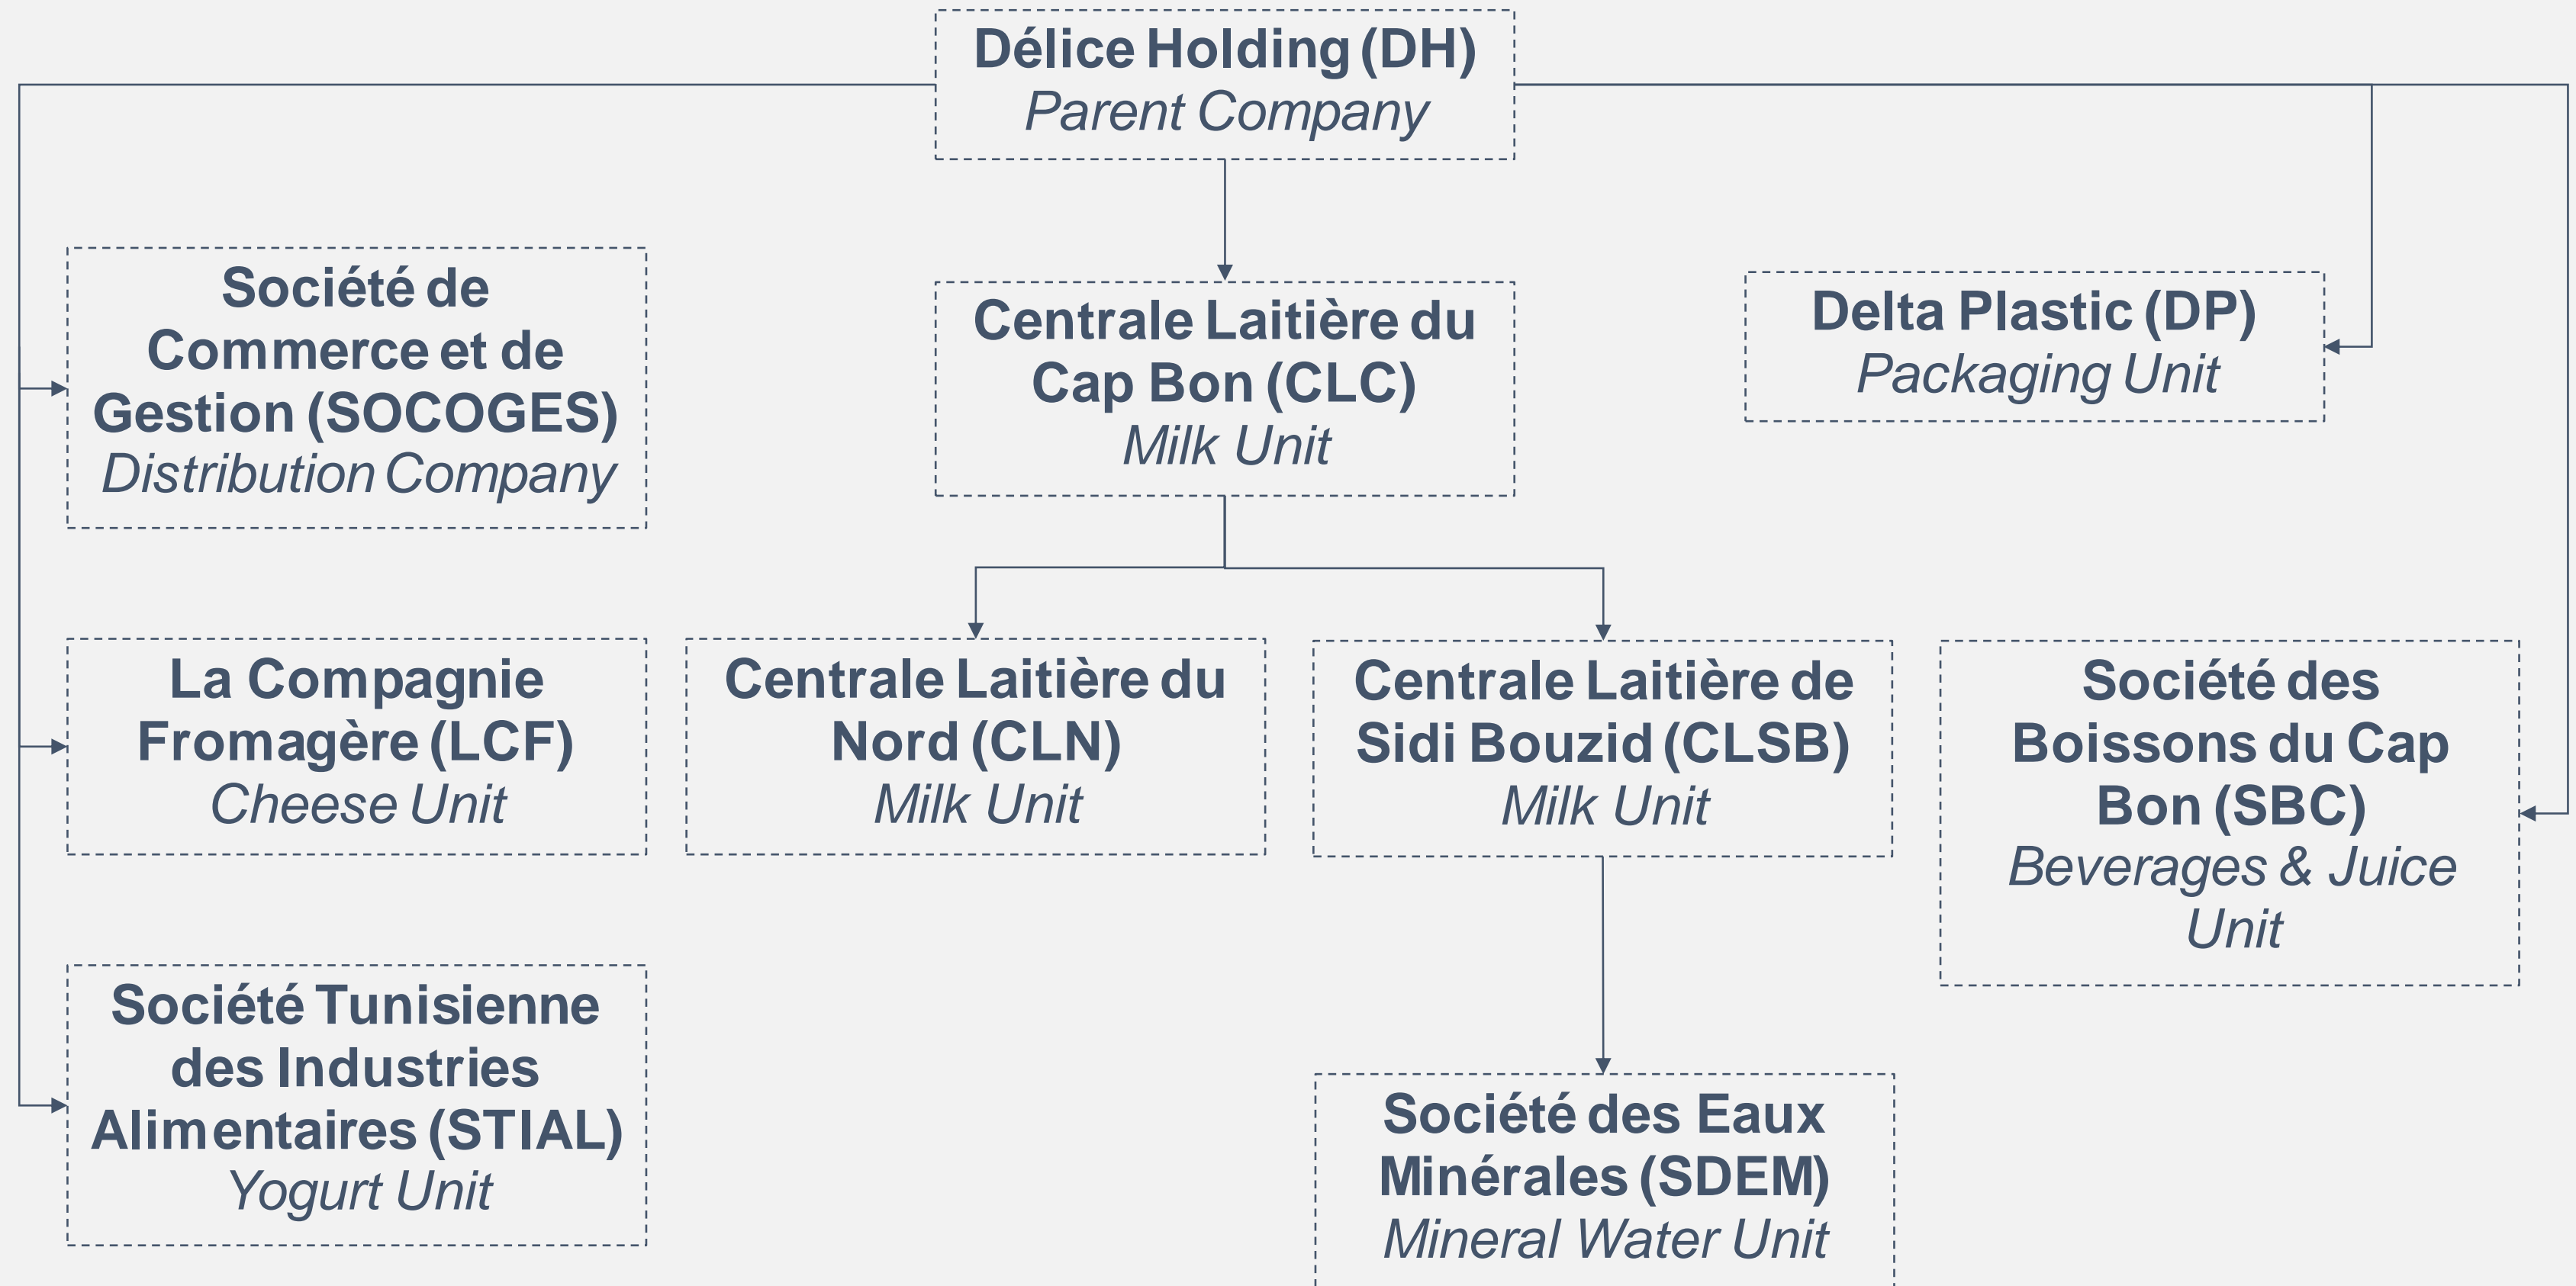 Délice Holding (DH)
Parent Company
Société de
Commerce et de
Gestion (SOCOGES)
Distribution Company
Centrale Laitière du
Cap Bon (CLC)
Milk Unit
Delta Plastic (DP)
Packaging Unit
La Compagnie
Fromagère (LCF)
Cheese Unit
Centrale Laitière du
Nord (CLN)
Milk Unit
Centrale Laitière de
Sidi Bouzid (CLSB)
Milk Unit
Société des
Boissons du Cap
Bon (SBC)
Beverages & Juice
Unit
Société Tunisienne
des Industries
Alimentaires (STIAL)
Yogurt Unit
Société des Eaux
Minérales (SDEM)
Mineral Water Unit